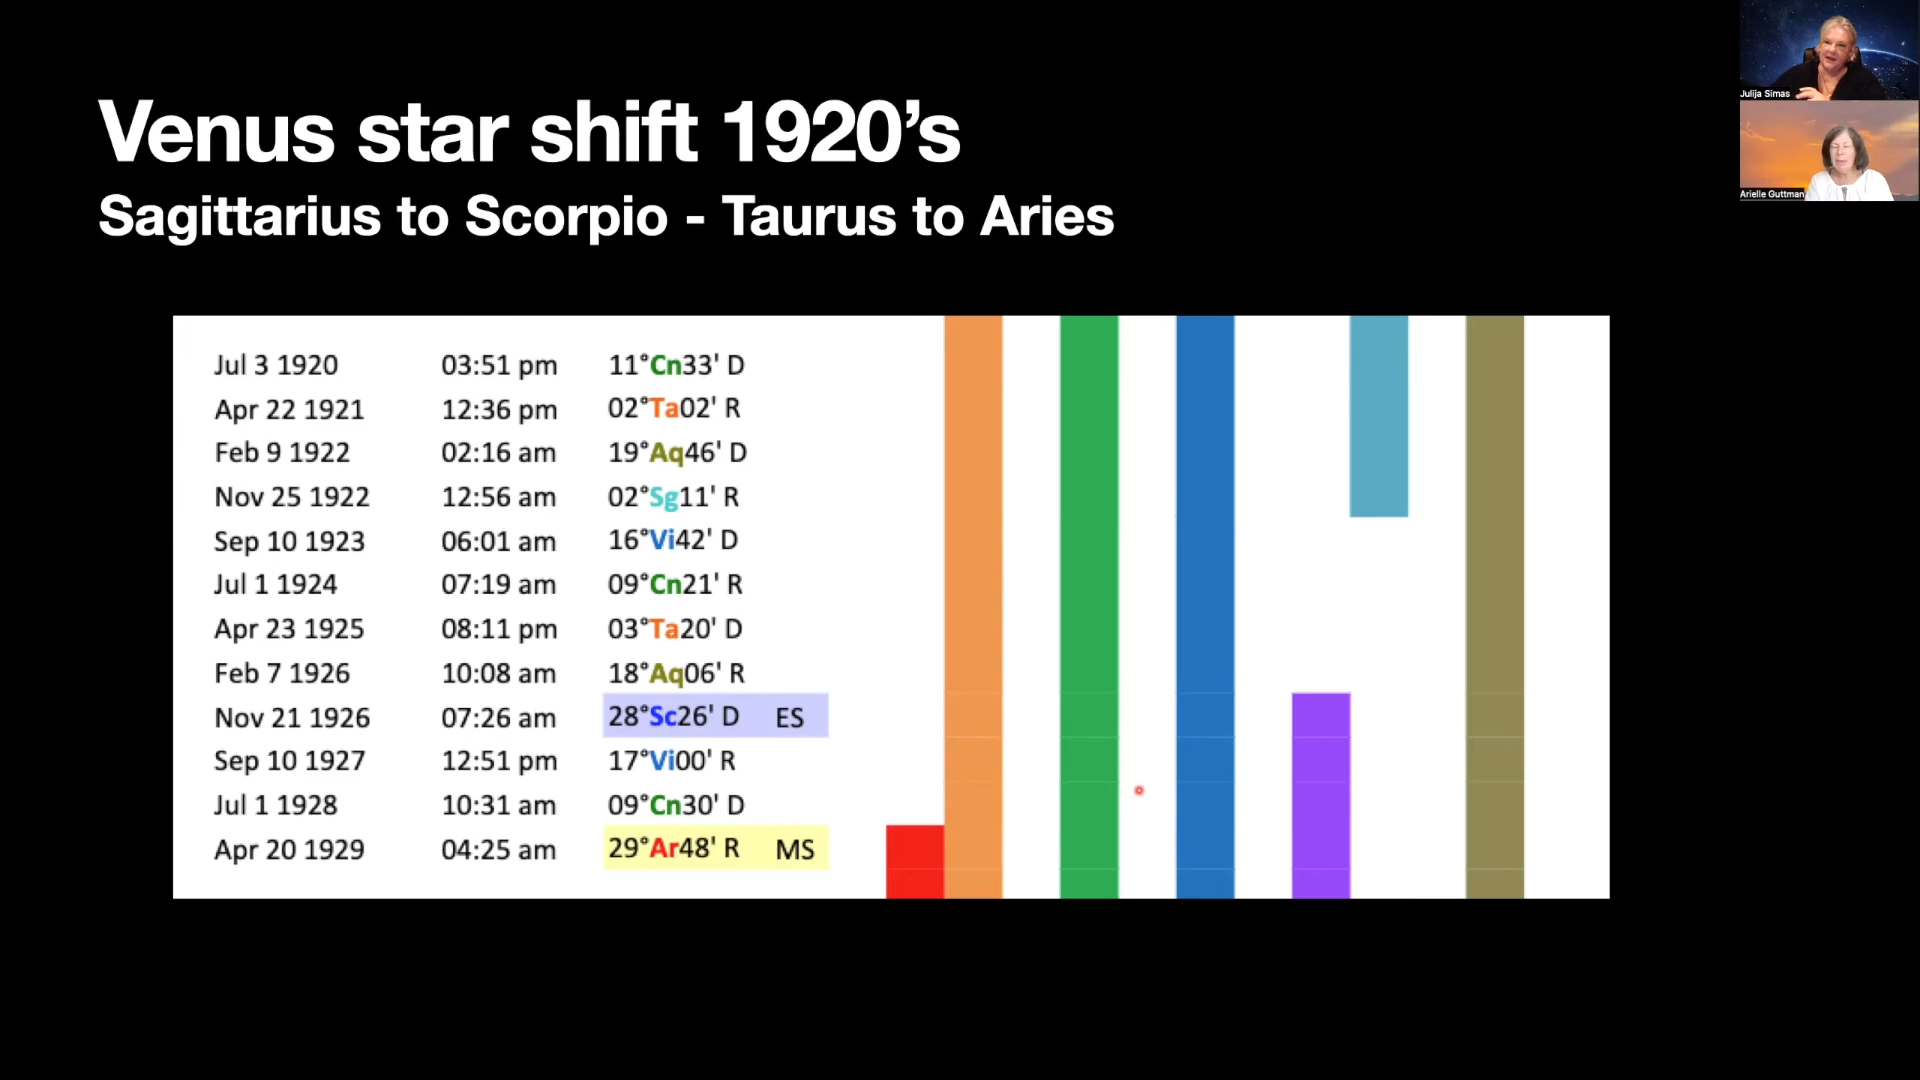 Venus star shift 1920’s
Sagittarius to Scorpio - Taurus to Aries
Jul 3 1920 03:51 pm 11°Cn33' D
Apr 22 1921 12:36 pm 02°Ta02' R
Feb 9 1922 02:16 am 19°Aq46' D
Nov 25 1922 12:56 am 02°Sg11' R
Sep 10 1923 06:01 am 16°Vi42' D
Jul 1 1924 07:19 am 09°Cn21' R
Apr 23 1925 08:11 pm 03°Ta20' D
Feb 7 1926 10:08 am 18°Aq06' R
Nov 21 1926 07:26 am 28°Sc26' D ES
Sep 10 1927 12:51 pm 17°Vi00' R
Jul 1 1928 10:31 am 09°Cn30' D
Apr 20 1929 04:25 am 29°Ar48' R MS
Julija Simas
Arielle Guttman